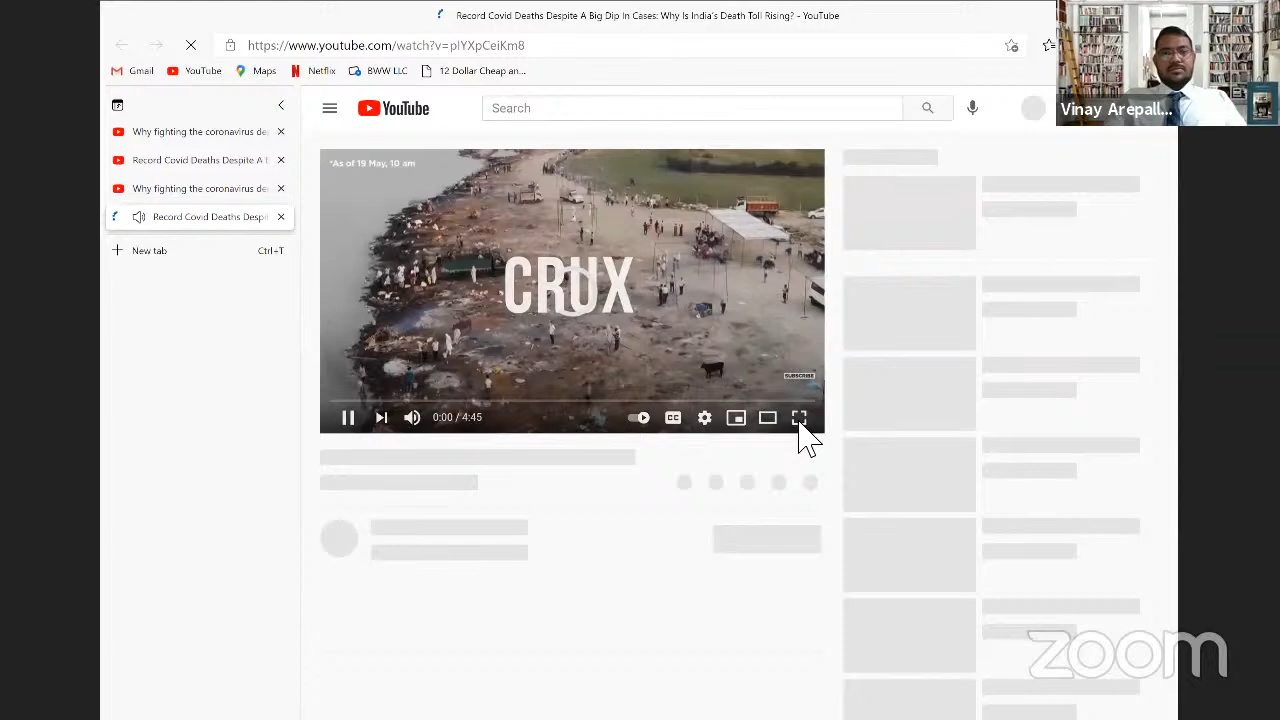 Record Covid Deaths Despite A Big Dip In Cases: Why Is India's Death Toll Rising? - YouTube
https://www.youtube.com/watch?v=
Gmail
YouTube
Maps
Netflix
BWW LLC
12 Dollar Cheap a...
Vinay Arepall...
Why fighting the coronavirus de
Record Covid Deaths Despite A
Why fighting the coronavirus de
Record Covid Deaths Despi
New tab
Ctrl+T
YouTube
Search
*As of 19 May, 10 am
CRUX
SUBSCRIBE
0:00 / 4:45
CC
zoom